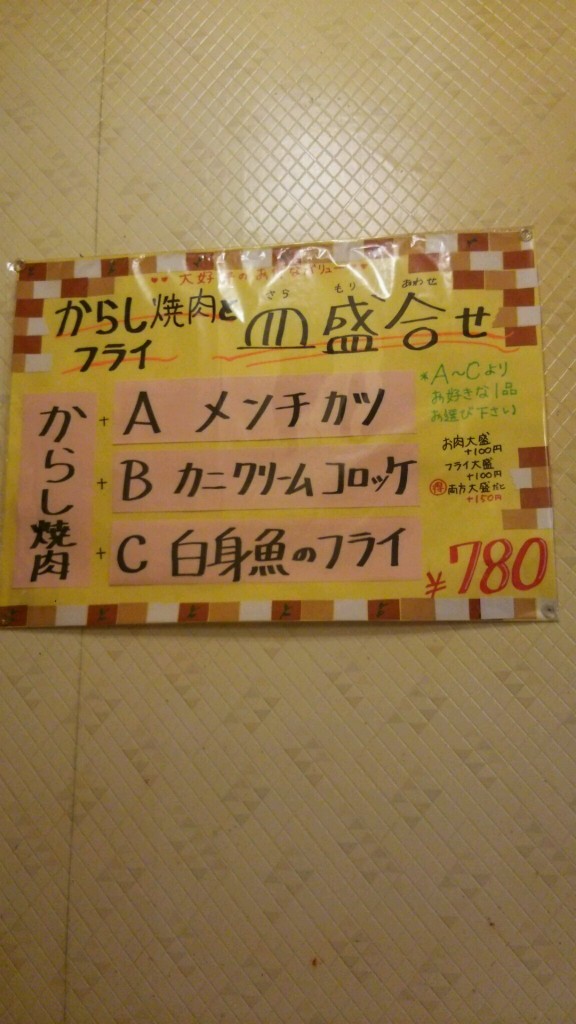 からし焼肉と
フライ
さら もり あわせ
皿盛合せ
からし焼肉
+ A メンチカツ
+ B カニクリームコロッケ
+ C 白身魚のフライ
*A〜Cより
お好きな1品
お選び下さい
お肉大盛
+100円
フライ大盛
+100円
得 両方大盛
+150円
¥780